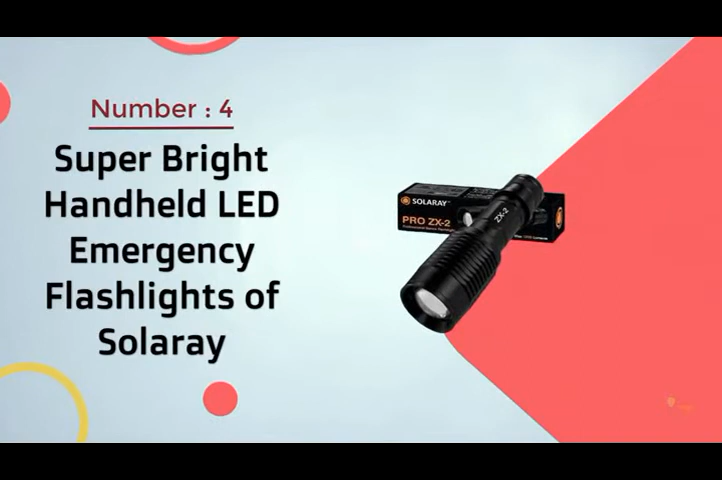 Number : 4
Super Bright
Handheld LED
Emergency
Flashlights of
Solaray
SOLARAY
PRO ZX-2
ZX-2